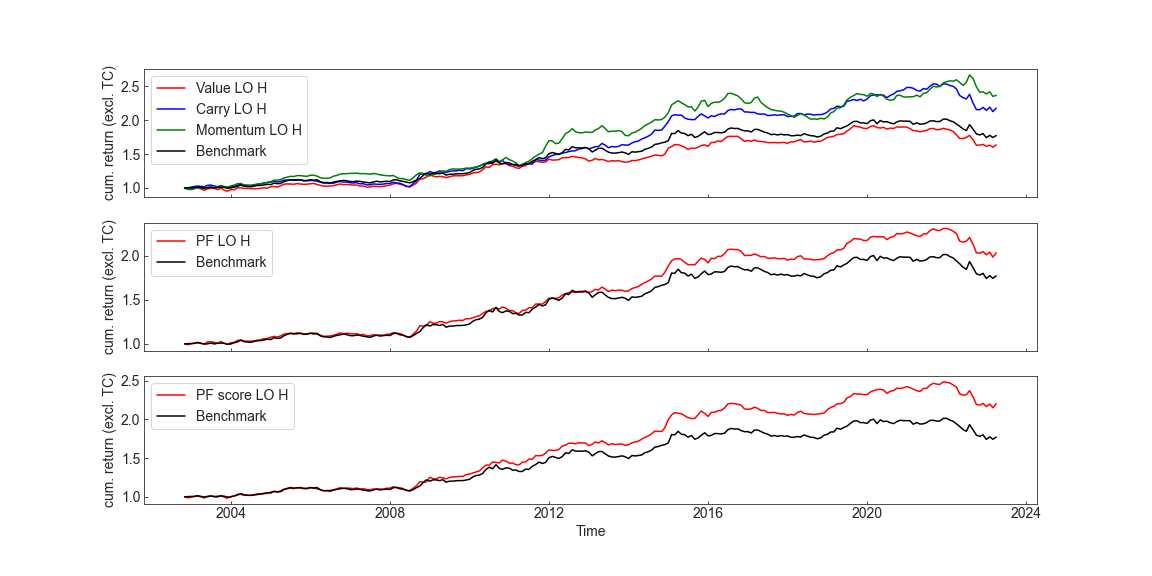 cum. return (excl. TC)
2.5
2.0
1.5
1.0
Value LO H
Carry LO H
Momentum LO H
Benchmark
cum. return (excl. TC)
2.0
1.5
1.0
PF LO H
Benchmark
cum. return (excl. TC)
2.5
2.0
1.5
1.0
PF score LO H
Benchmark
2004 2008 2012 2016 2020 2024
Time